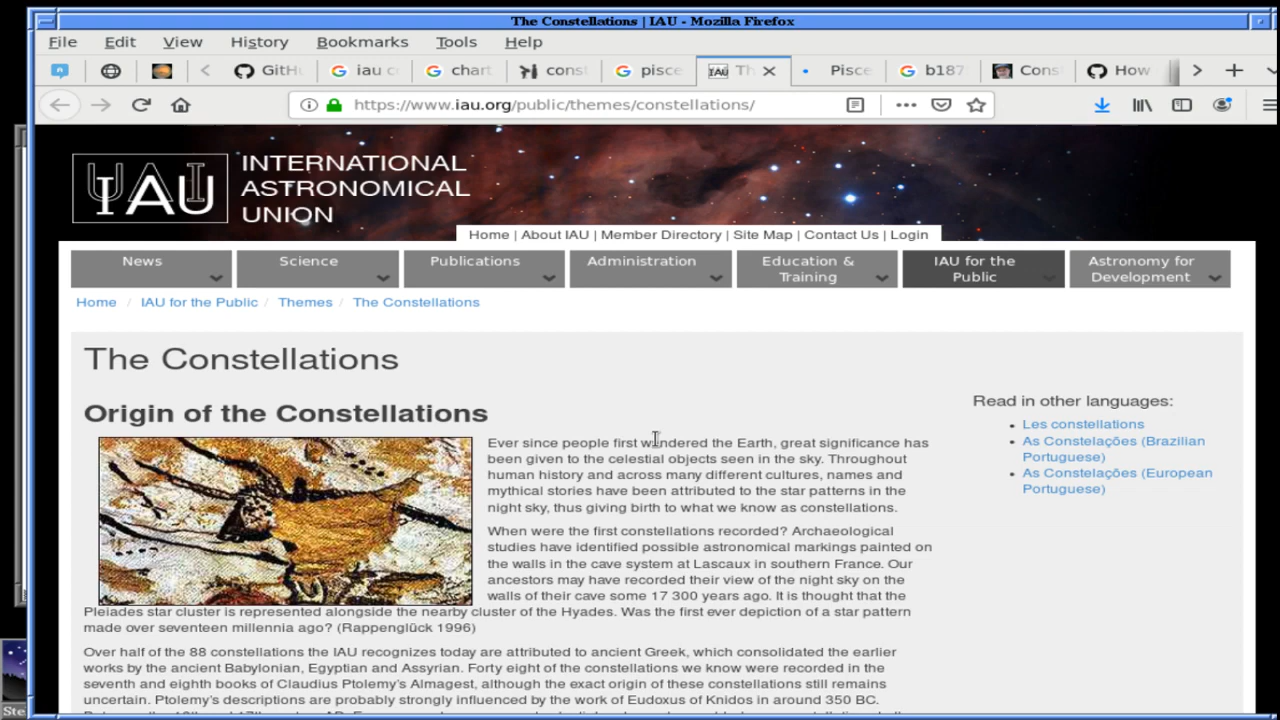 The Constellations | IAU - Mozilla Firefox
File Edit View History Bookmarks Tools Help
GitHu iau c chart const pisce IAU Th Pisce b187 Cons How
https://www.iau.org/public/themes/constellations/
IAU
INTERNATIONAL
ASTRONOMICAL
UNION
Home | About IAU | Member Directory | Site Map | Contact Us | Login
News Science Publications Administration Education & Training IAU for the Public Astronomy for Development
Home / IAU for the Public / Themes / The Constellations
The Constellations
Origin of the Constellations
Ever since people first wandered the Earth, great significance has
been given to the celestial objects seen in the sky. Throughout
human history and across many different cultures, names and
mythical stories have been attributed to the star patterns in the
night sky, thus giving birth to what we know as constellations.
When were the first constellations recorded? Archaeological
studies have identified possible astronomical markings painted on
the walls in the cave system at Lascaux in southern France. Our
ancestors may have recorded their view of the night sky on the
walls of their cave some 17 300 years ago. It is thought that the
Pleiades star cluster is represented alongside the nearby cluster of the Hyades. Was the first ever depiction of a star pattern
made over seventeen millennia ago? (Rappenglück 1996)
Over half of the 88 constellations the IAU recognizes today are attributed to ancient Greek, which consolidated the earlier
works by the ancient Babylonian, Egyptian and Assyrian. Forty eight of the constellations we know were recorded in the
seventh and eighth books of Claudius Ptolemy's Almagest, although the exact origin of these constellations still remains
uncertain. Ptolemy's descriptions are probably strongly influenced by the work of Eudoxus of Knidos in around 350 BC.
Read in other languages:
Les constellations
As Constelações (Brazilian
Portuguese)
As Constelações (European
Portuguese)
Ste